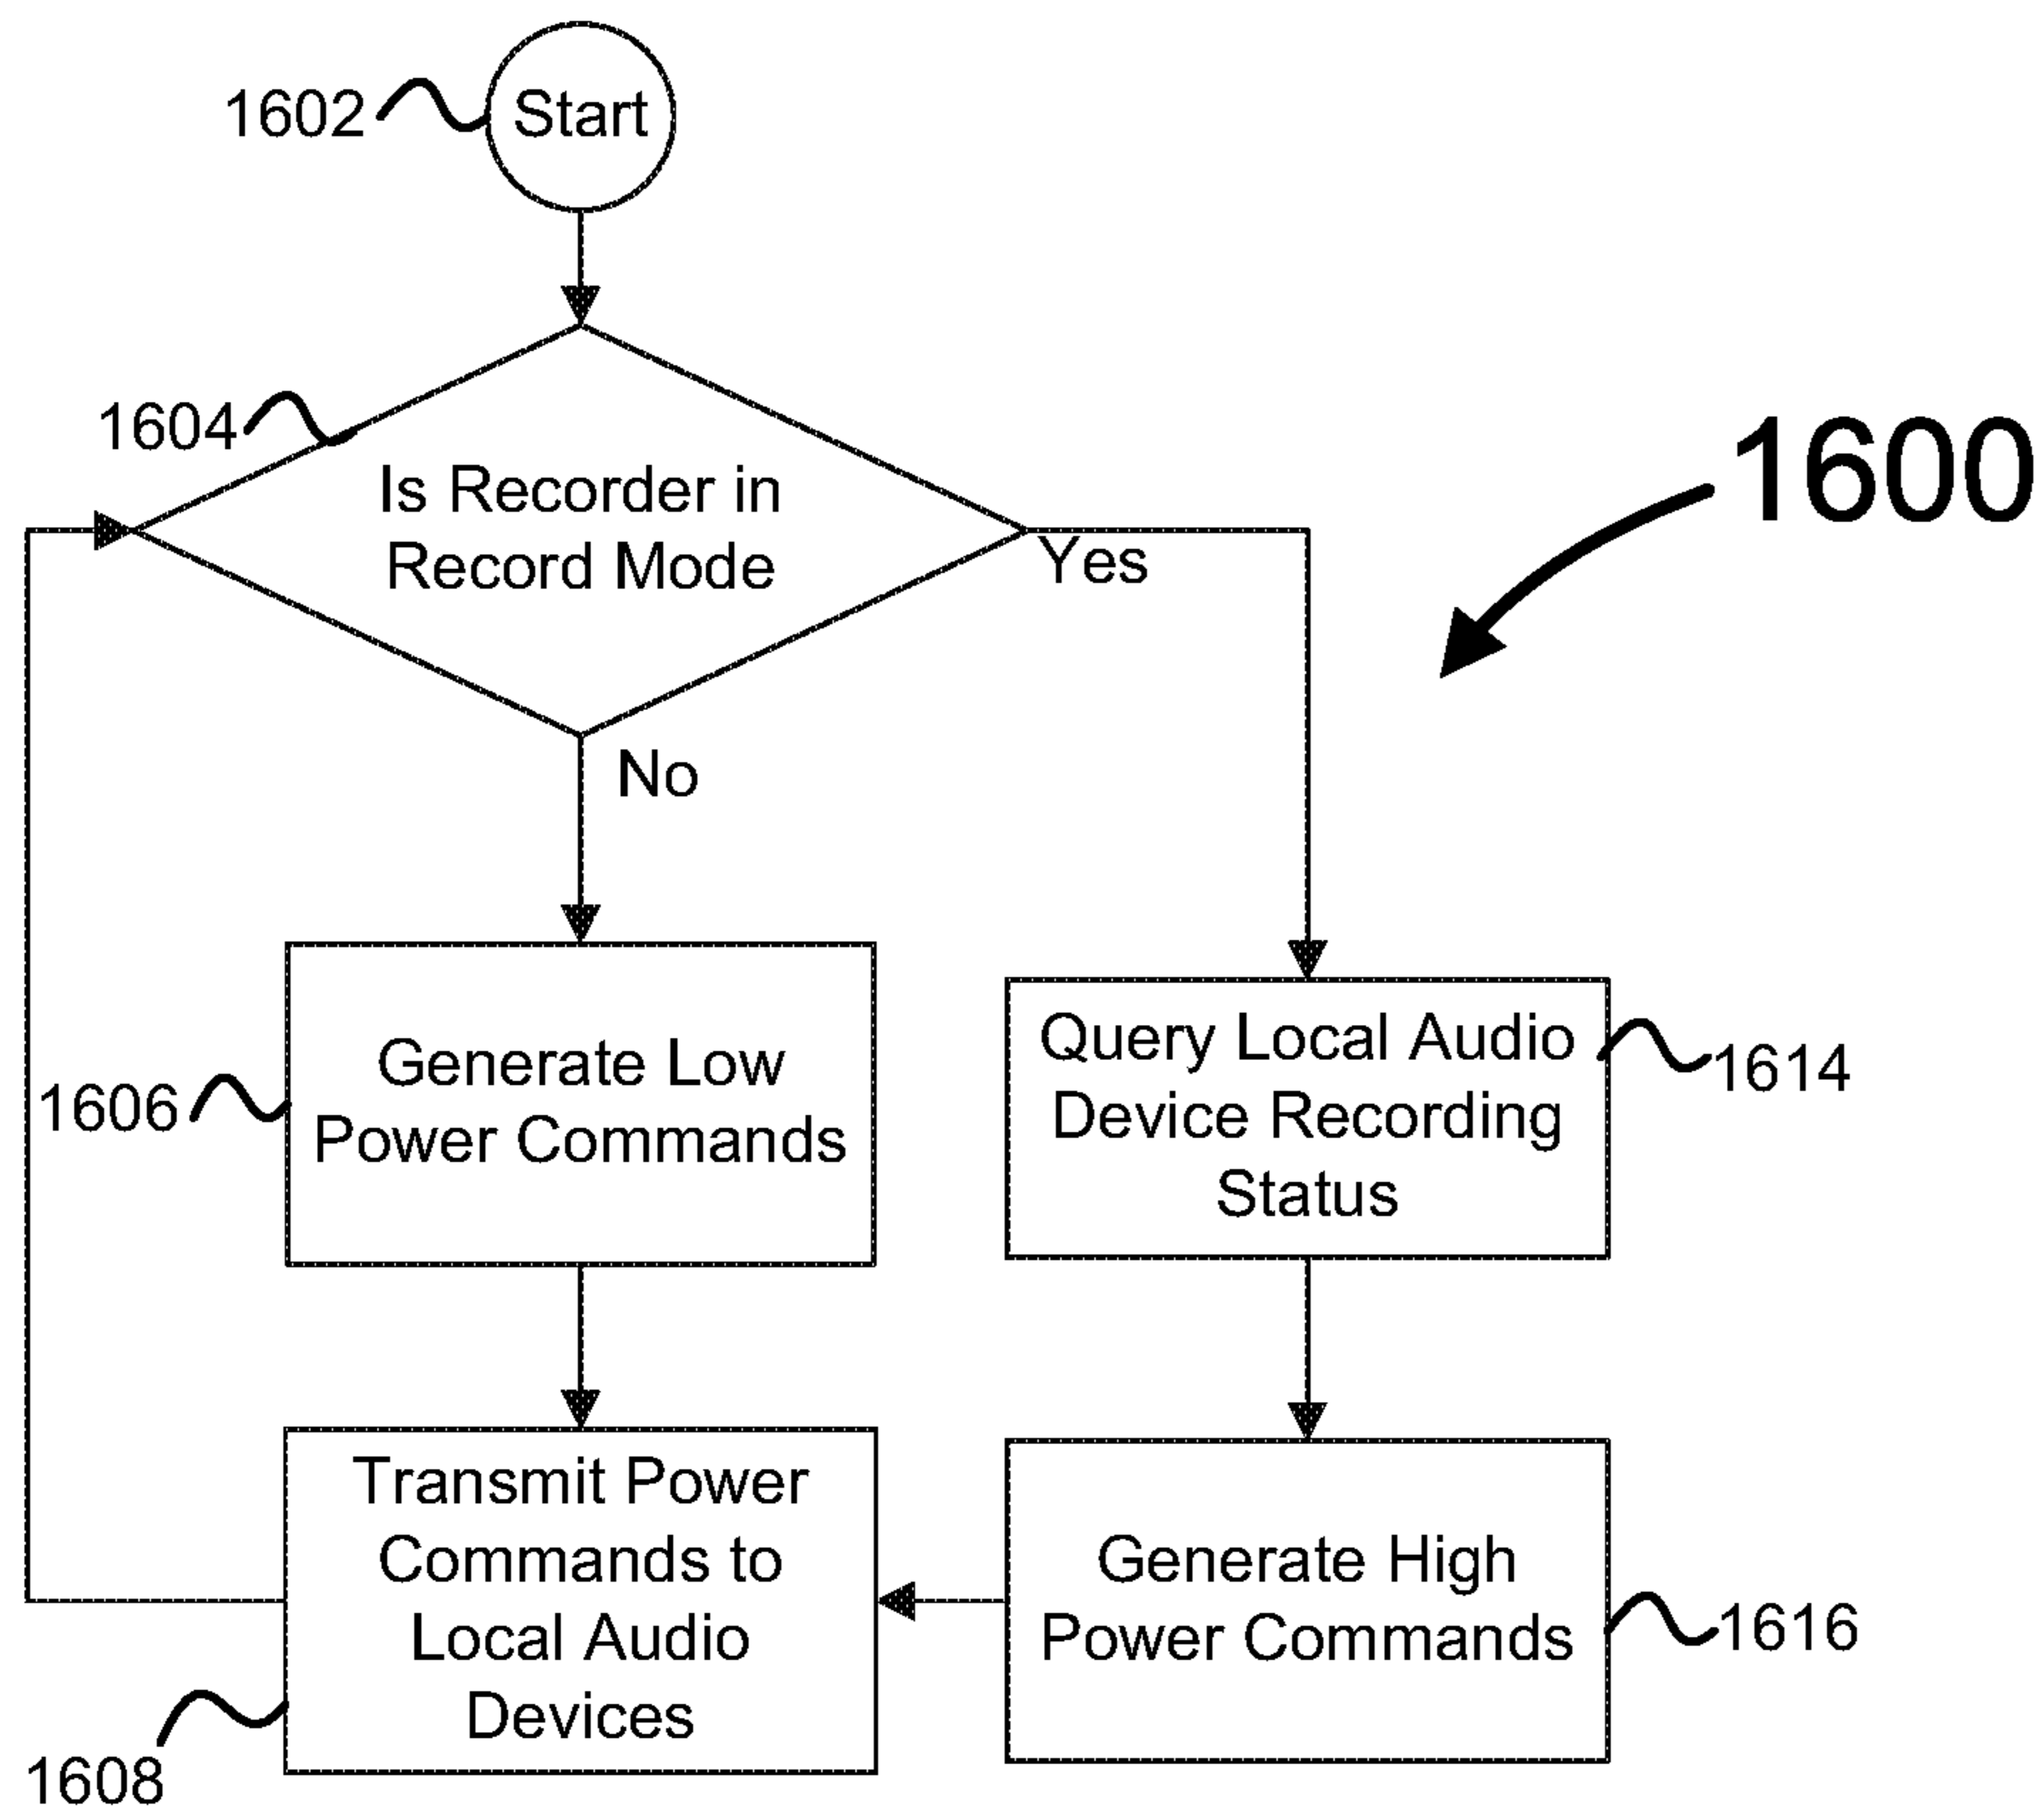 1602
Start
1604
Is Recorder in
Record Mode
Yes
1600
No
1606
Generate Low
Power Commands
Query Local Audio
Device Recording
Status
1614
Transmit Power
Commands to
Local Audio
Devices
1608
Generate High
Power Commands
1616